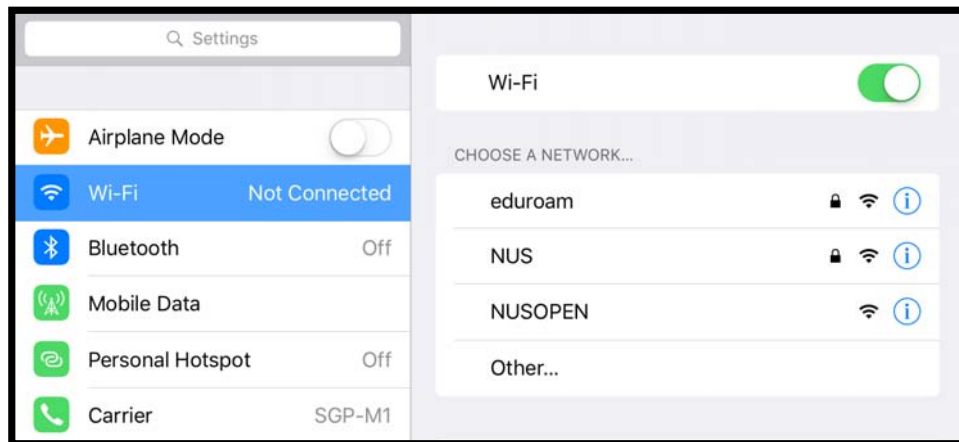 Settings
Airplane Mode
Wi-Fi Not Connected
Bluetooth Off
Mobile Data
Personal Hotspot Off
Carrier SGP-M1
Wi-Fi
CHOOSE A NETWORK...
eduroam
NUS
NUSOPEN
Other...